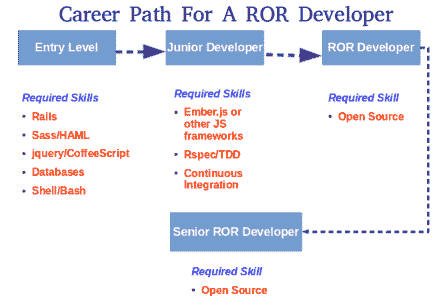 Career Path For A ROR Developer
Entry Level
Junior Developer
ROR Developer
Required Skills
• Rails
• Sass/HAML
• jquery/CoffeeScript
• Databases
• Shell/Bash
Required Skills
• Ember.js or
other JS
frameworks
• Rspec/TDD
• Continuous
Integration
Required Skill
• Open Source
Senior ROR Developer
Required Skill
• Open Source